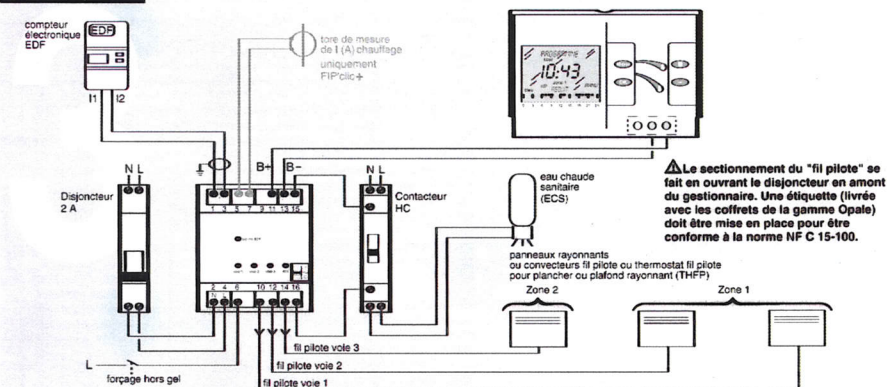 compteur
électronique
EDF
EDF
I1 I2
tore de mesure
de I (A) chauffage
uniquement
FIP'clic+
PROGRAMME
10:43
N L
Disjoncteur
2 A
B+ B-
1 3 5 7 9 11 13 15
2 4 6 10 12 14 16
N L
Contacteur
HC
eau chaude
sanitaire
(ECS)
⚠Le sectionnement du "fil pilote" se
fait en ouvrant le disjoncteur en amont
du gestionnaire. Une étiquette (livrée
avec les coffrets de la gamme Opale)
doit être mise en place pour être
conforme à la norme NF C 15-100.
panneaux rayonnants
ou convecteurs fil pilote ou thermostat fil pilote
pour plancher ou plafond rayonnant (THFP)
Zone 2
Zone 1
fil pilote voie 3
fil pilote voie 2
fil pilote voie 1
L
forçage hors gel